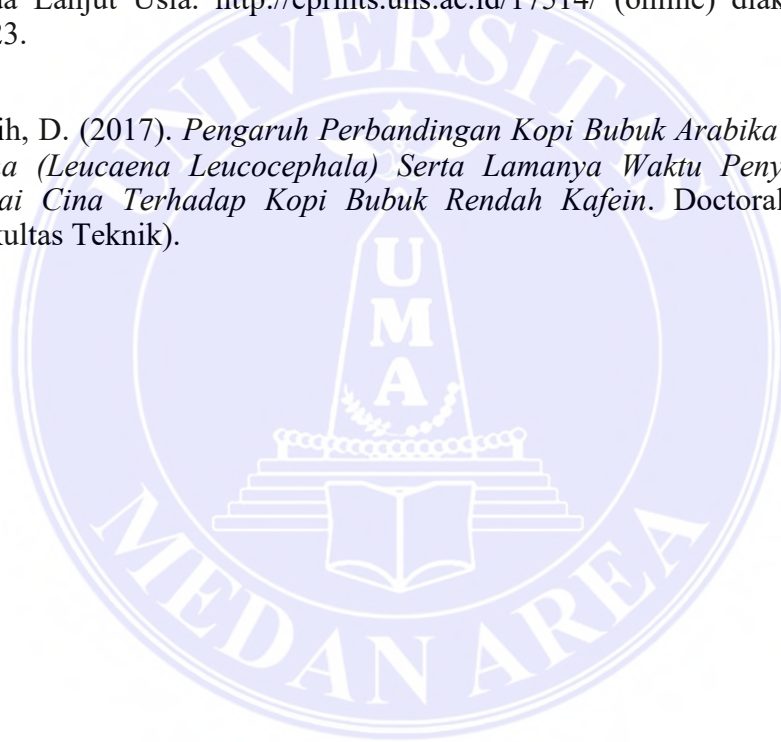 Lanjut Usia. http://eprints.uns.ac.id/17514/ (online) diak
23.
ih, D. (2017). Pengaruh Perbandingan Kopi Bubuk Arabika
a (Leucaena Leucocephala) Serta Lamanya Waktu Peny
ai Cina Terhadap Kopi Bubuk Rendah Kafein. Doctoral
kultas Teknik).
UNIVERSITAS
U
M
A
MEDAN AREA